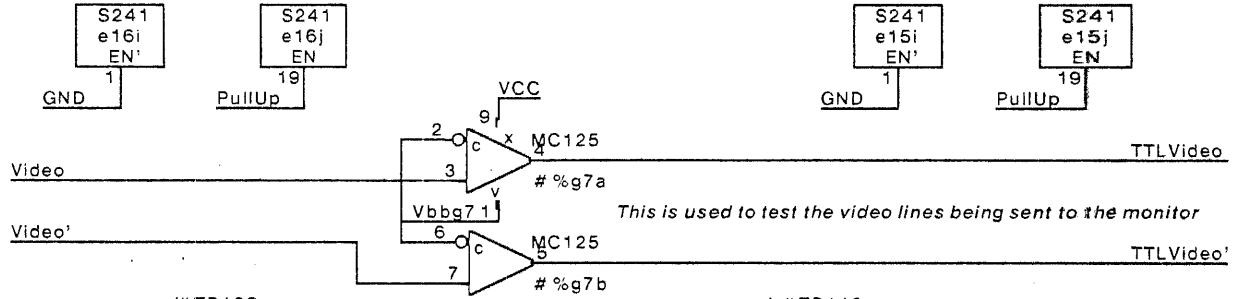 S241 S241 S241 S241
e16i e16j e15i e15j
EN' EN EN' EN
1 19 1 19
GND PullUp GND PullUp
VCC
9
2 x MC125
c 4 TTLVideo
Video 3
# %g7a
v
Vbbg7 1 This is used to test the video lines being sent to the monitor
Video' 6 MC125
c 5 TTLVideo'
7
# %g7b